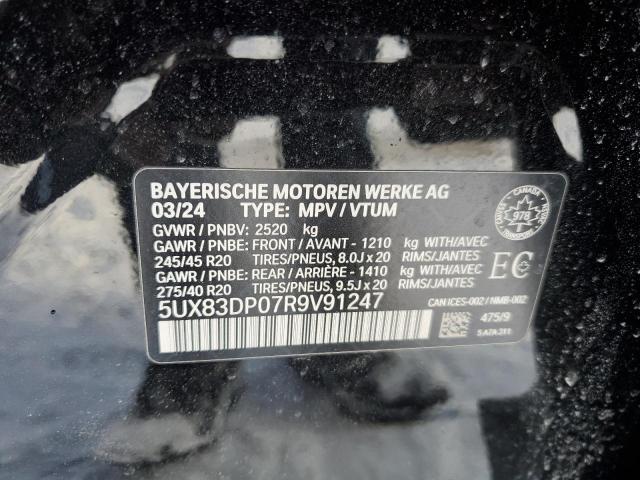 BAYERISCHE MOTOREN WERKE AG
03/24 TYPE: MPV / VTUM
GVWR / PNBV: 2520 kg
GAWR / PNBE: FRONT / AVANT - 1210 kg WITH/AVEC
245/45 R20 TIRES/PNEUS, 8.0J x 20 RIMS/JANTES
GAWR / PNBE: REAR / ARRIÈRE - 1410 kg WITH/AVEC
275/40 R20 TIRES/PNEUS, 9.5J x 20 RIMS/JANTES
5UX83DP07R9V91247
CANADA
978
TRANSPORT
EC
CAN ICES-002 / NMB-002
475/9
5A7A311